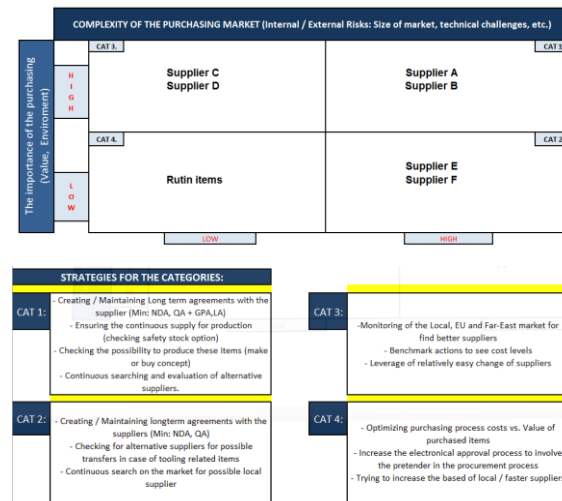 COMPLEXITY OF THE PURCHASING MARKET (Internal / External Risks: Size of market, technical challenges, etc.)
The importance of the purchasing
(Value, Enviroment)
HIGH
CAT 3.
Supplier C
Supplier D
CAT 1
Supplier A
Supplier B
LOW
CAT 4.
Rutin items
CAT 2
Supplier E
Supplier F
LOW
HIGH
STRATEGIES FOR THE CATEGORIES:
CAT 1:
- Creating / Maintaining Long term agreements with the
supplier (Min: NDA, QA + GPA,LA)
- Ensuring the continuous supply for production
(checking safety stock option)
- Checking the possibility to produce these items (make
or buy concept)
- Continuous searching and evaluation of alternative
suppliers.
CAT 3:
-Monitoring of the Local, EU and Far-East market for
find better suppliers
- Benchmark actions to see cost levels
- Leverage of relatively easy change of suppliers
CAT 2:
- Creating / Maintaining longterm agreements with the
suppliers (Min: NDA, QA)
- Checking for alternative suppliers for possible
transfers in case of tooling related items
- Continuous search on the market for possible local
supplier
CAT 4:
- Optimizing purchasing process costs vs. Value of
purchased items
- Increase the electronical approval process to involve
the pretender in the procurement process
- Trying to increase the based of local / faster suppliers